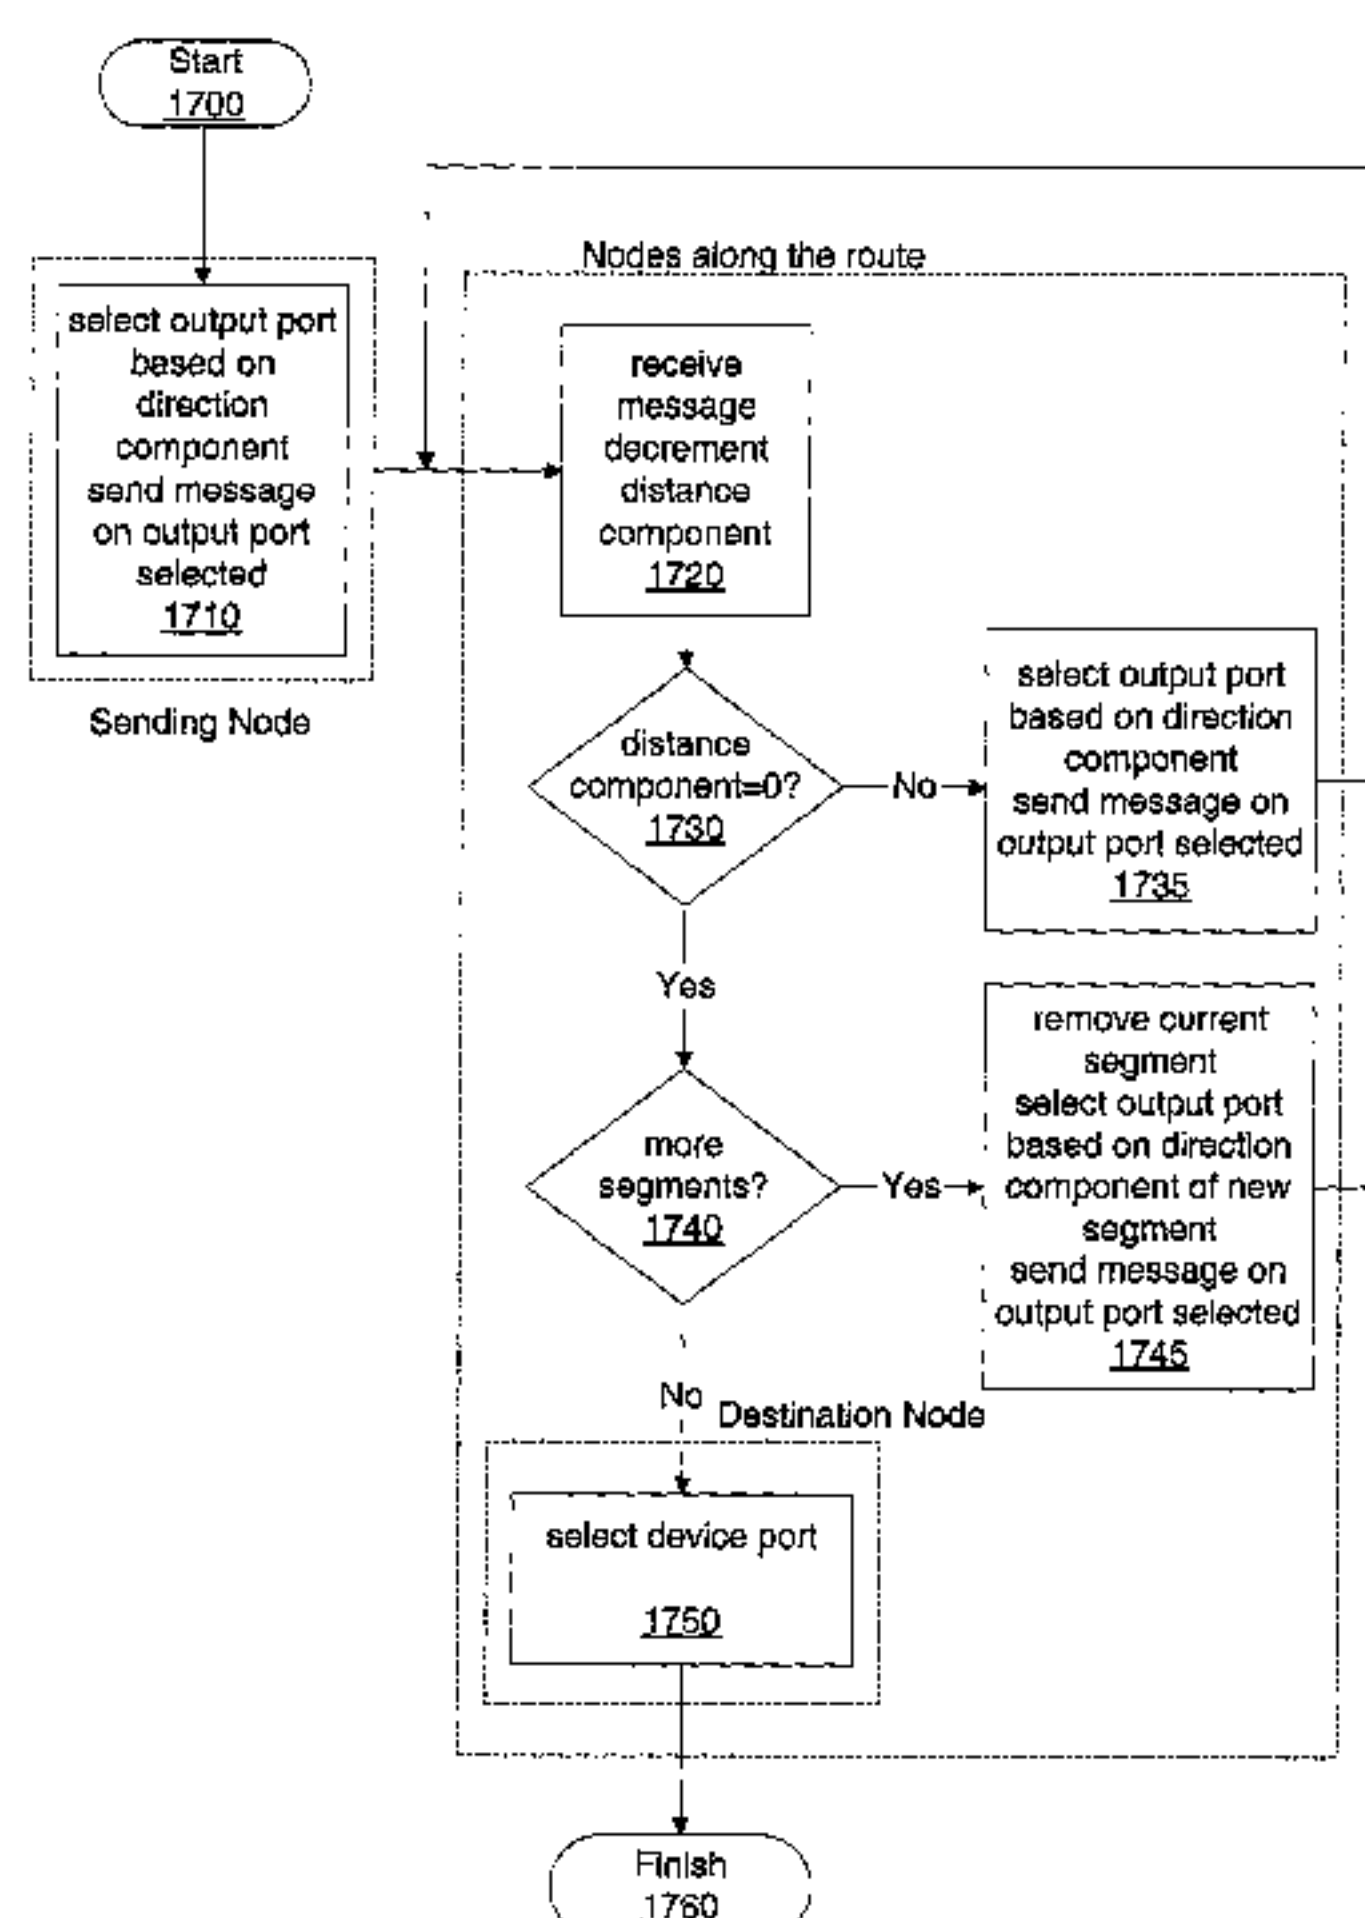 Start
1700
Nodes along the route
select output port
based on
direction
component
send message
on output port
selected
1710
Sending Node
receive
message
decrement
distance
component
1720
distance
component=0?
1730
No
select output port
based on direction
component
send message on
output port selected
1735
Yes
more
segments?
1740
Yes
remove current
segment
select output port
based on direction
component of new
segment
send message on
output port selected
1745
No
Destination Node
select device port
1750
Finish
1760